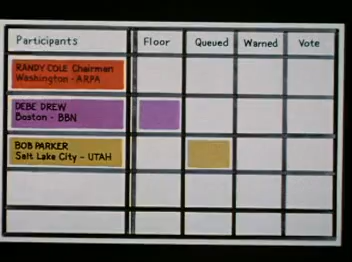 Participants Floor Queued Warned Vote
RANDY COLE Chairman
Washington - ARPA
DEBE DREW
Boston - BBN
BOB PARKER
Salt Lake City - UTAH